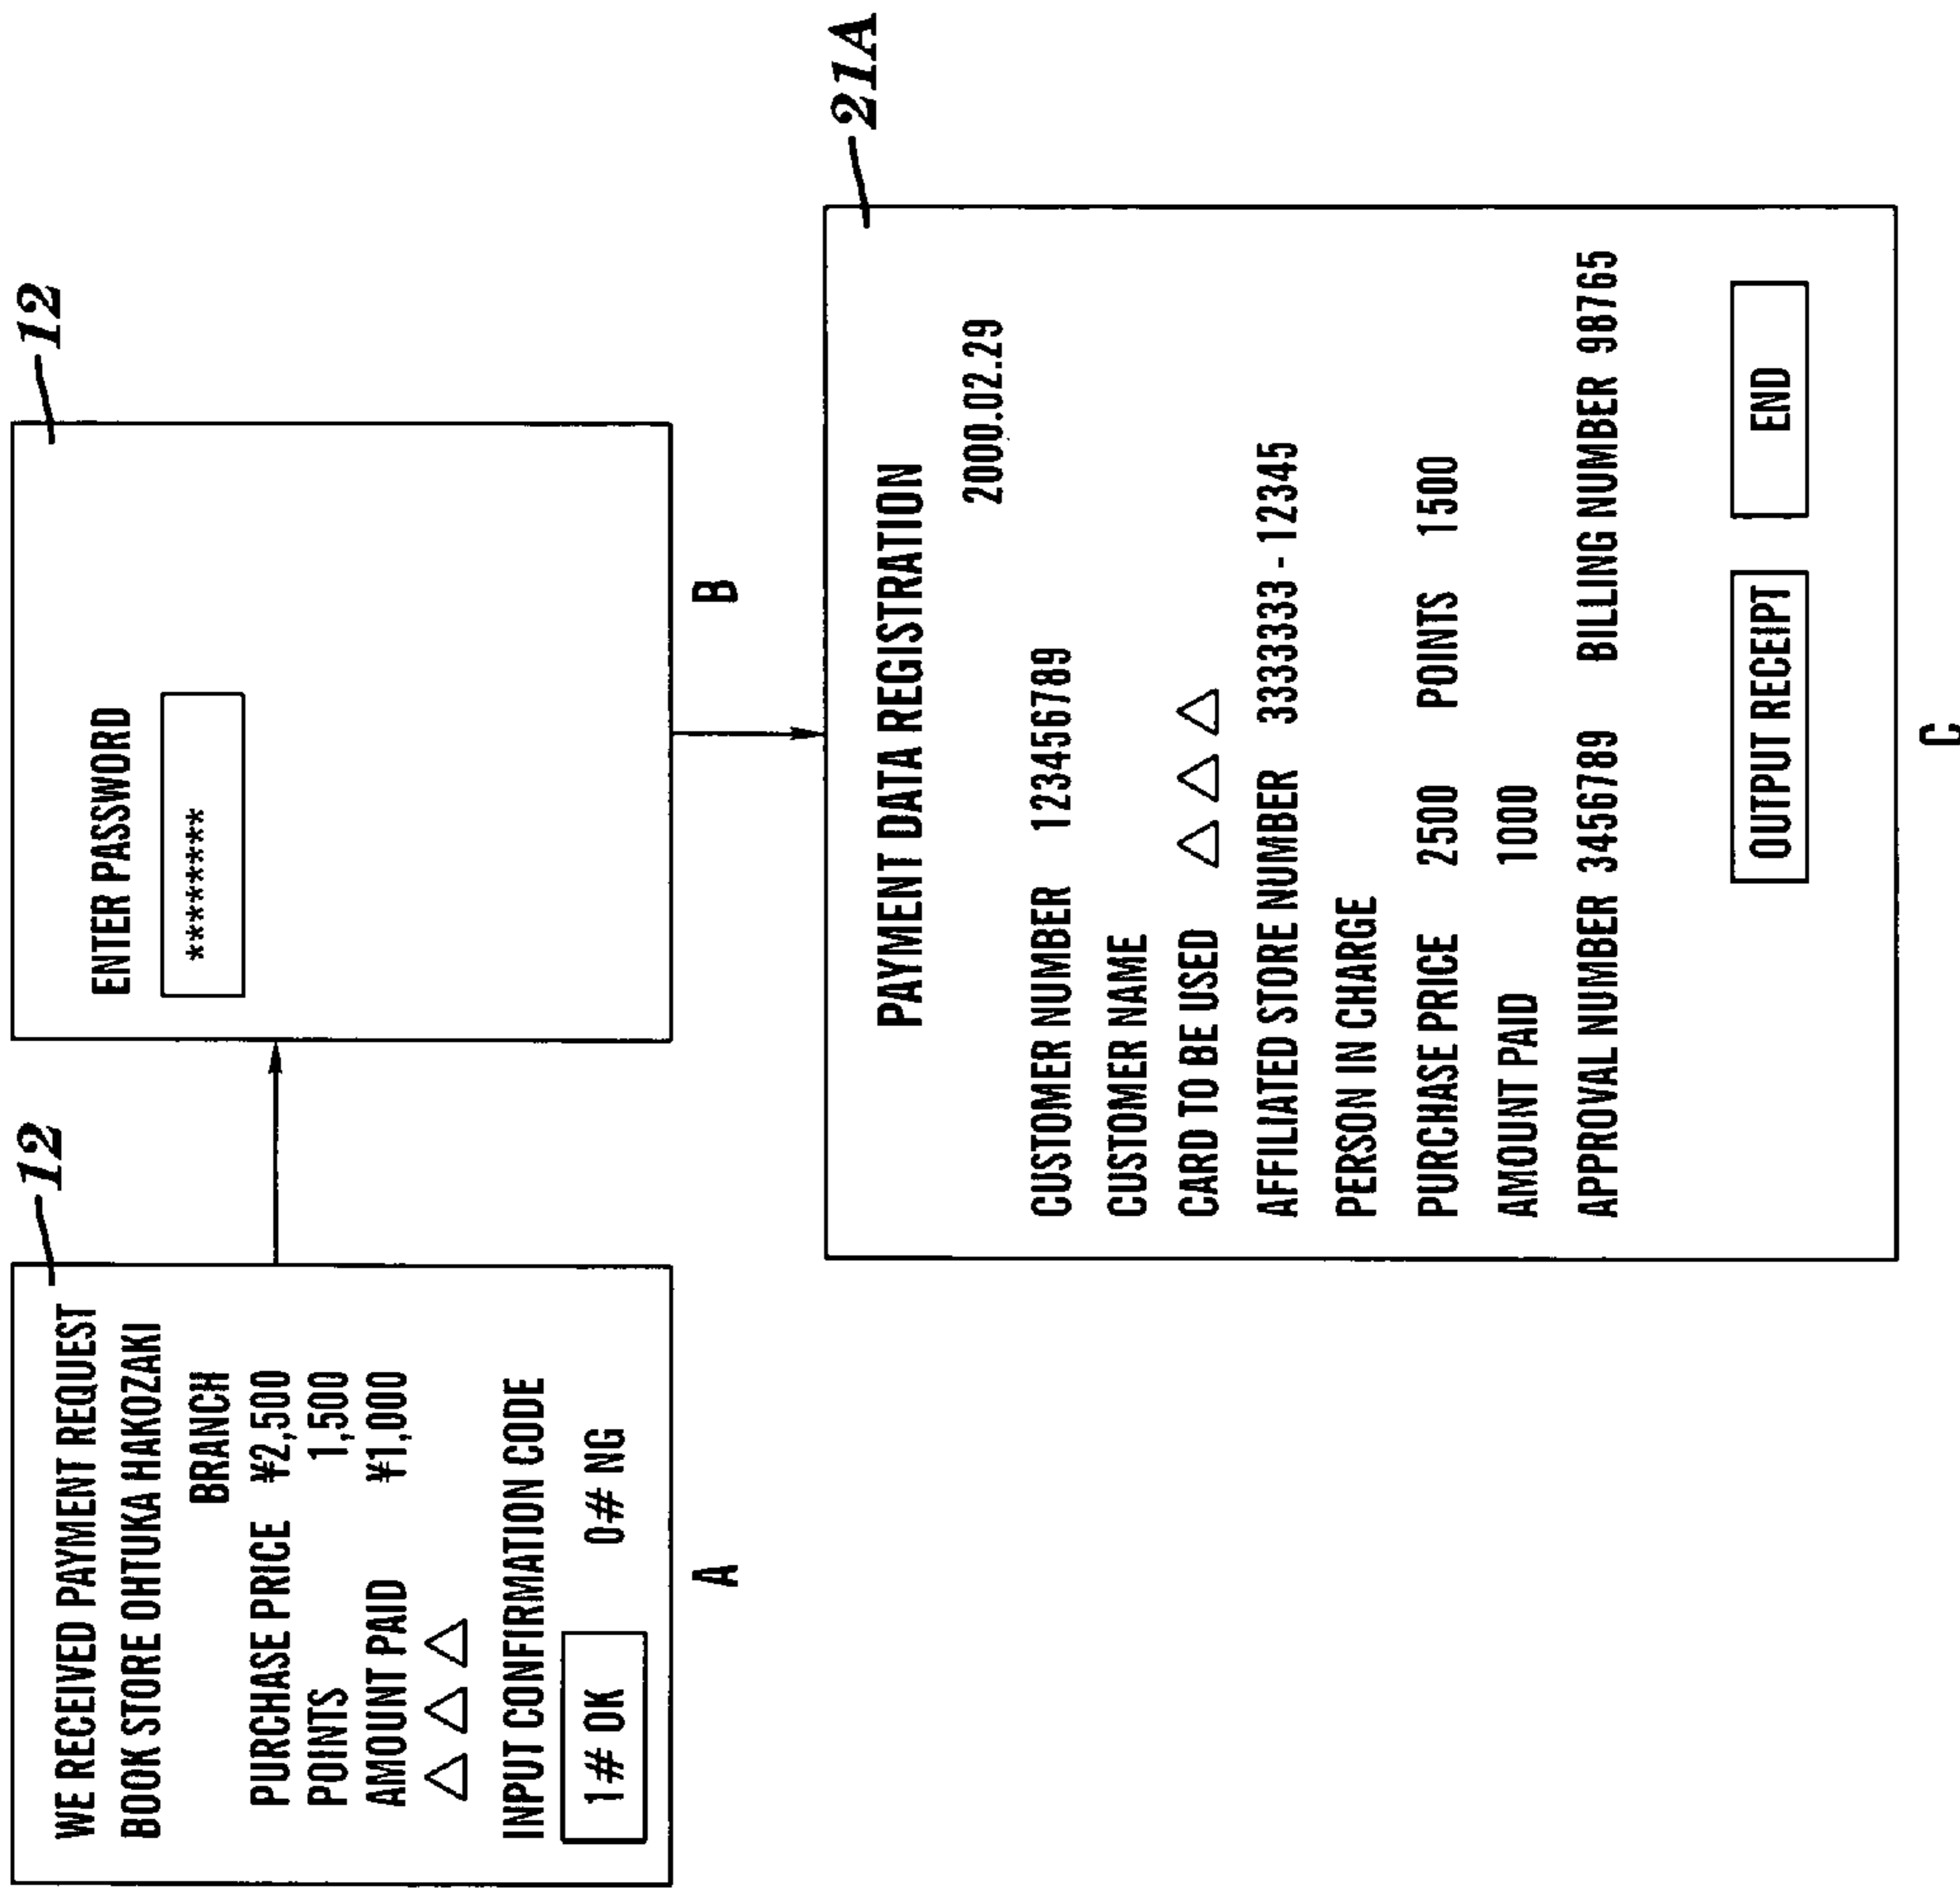 12
WE RECEIVED PAYMENT REQUEST
BOOK STORE OHTUKA HAKOZAKI
BRANCH
PURCHASE PRICE ¥2,500
POINTS 1,500
AMOUNT PAID ¥1,000
△ △ △
INPUT CONFIRMATION CODE
1# OK 0# NG
A
12
ENTER PASSWORD
********
B
21A
PAYMENT DATA REGISTRATION
2000.02.29
CUSTOMER NUMBER 123456789
CUSTOMER NAME
CARD TO BE USED △ △ △
AFFILIATED STORE NUMBER 333333 - 12345
PERSON IN CHARGE
PURCHASE PRICE 2500 POINTS 1500
AMOUNT PAID 1000
APPROVAL NUMBER 3456789 BILLING NUMBER 98765
OUTPUT RECEIPT END
C